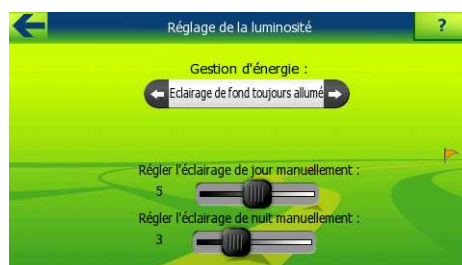 Réglage de la luminosité
?
Gestion d'énergie :
Eclairage de fond toujours allumé
Régler l'éclairage de jour manuellement :
5
Régler l'éclairage de nuit manuellement :
3